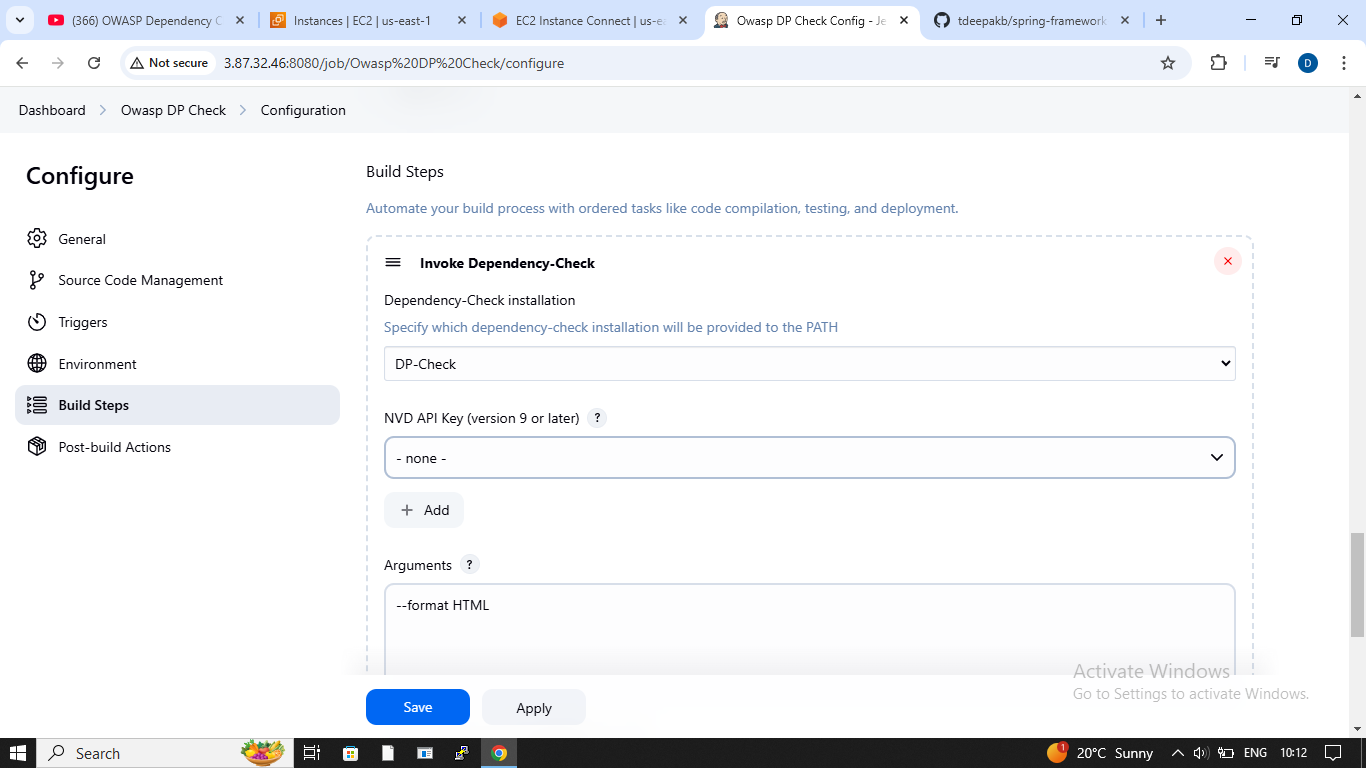 (366) OWASP Dependency C
Instances | EC2 | us-east-1
EC2 Instance Connect | us-ea
Owasp DP Check Config - Je
tdeepakb/spring-framework
Not secure
3.87.32.46:8080/job/Owasp%20DP%20Check/configure
D
Dashboard
Owasp DP Check
Configuration
Configure
General
Source Code Management
Triggers
Environment
Build Steps
Post-build Actions
Build Steps
Automate your build process with ordered tasks like code compilation, testing, and deployment.
Invoke Dependency-Check
Dependency-Check installation
Specify which dependency-check installation will be provided to the PATH
DP-Check
NVD API Key (version 9 or later) ?
- none -
+ Add
Arguments ?
--format HTML
Activate Windows
Go to Settings to activate Windows.
Save
Apply
Search
1
20°C Sunny
ENG
10:12